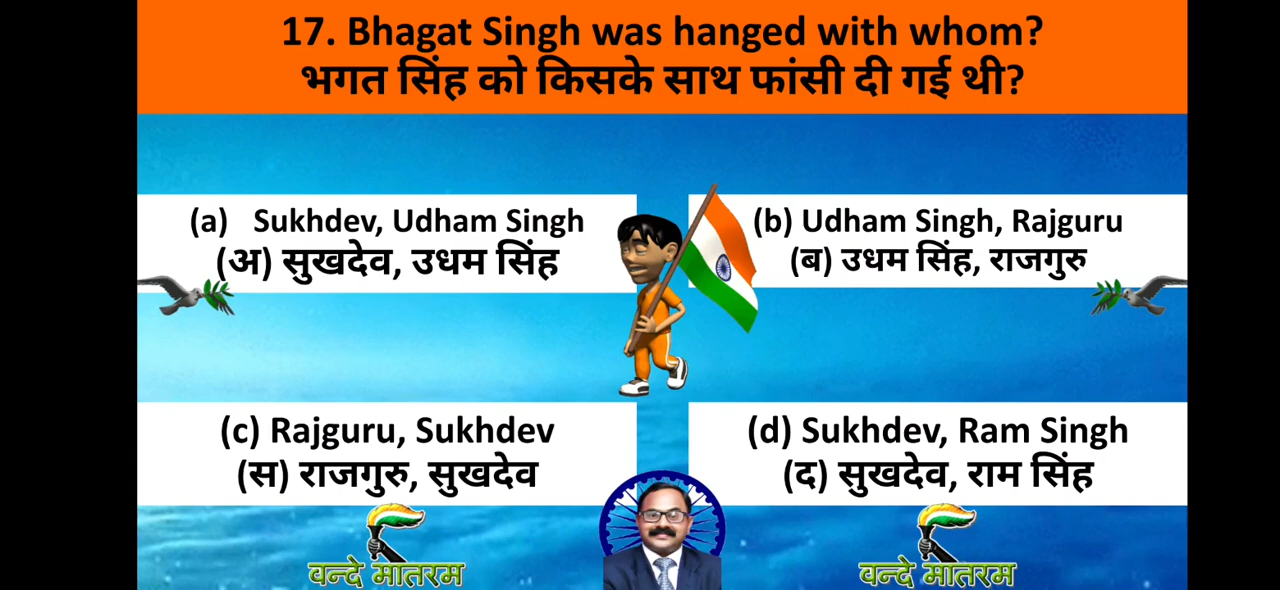 17. Bhagat Singh was hanged with whom?
भगत सिंह को किसके साथ फांसी दी गई थी?
(a) Sukhdev, Udham Singh
(अ) सुखदेव, उधम सिंह
(b) Udham Singh, Rajguru
(ब) उधम सिंह, राजगुरु
(c) Rajguru, Sukhdev
(स) राजगुरु, सुखदेव
(d) Sukhdev, Ram Singh
(द) सुखदेव, राम सिंह
वन्दे मातरम
वन्दे मातरम